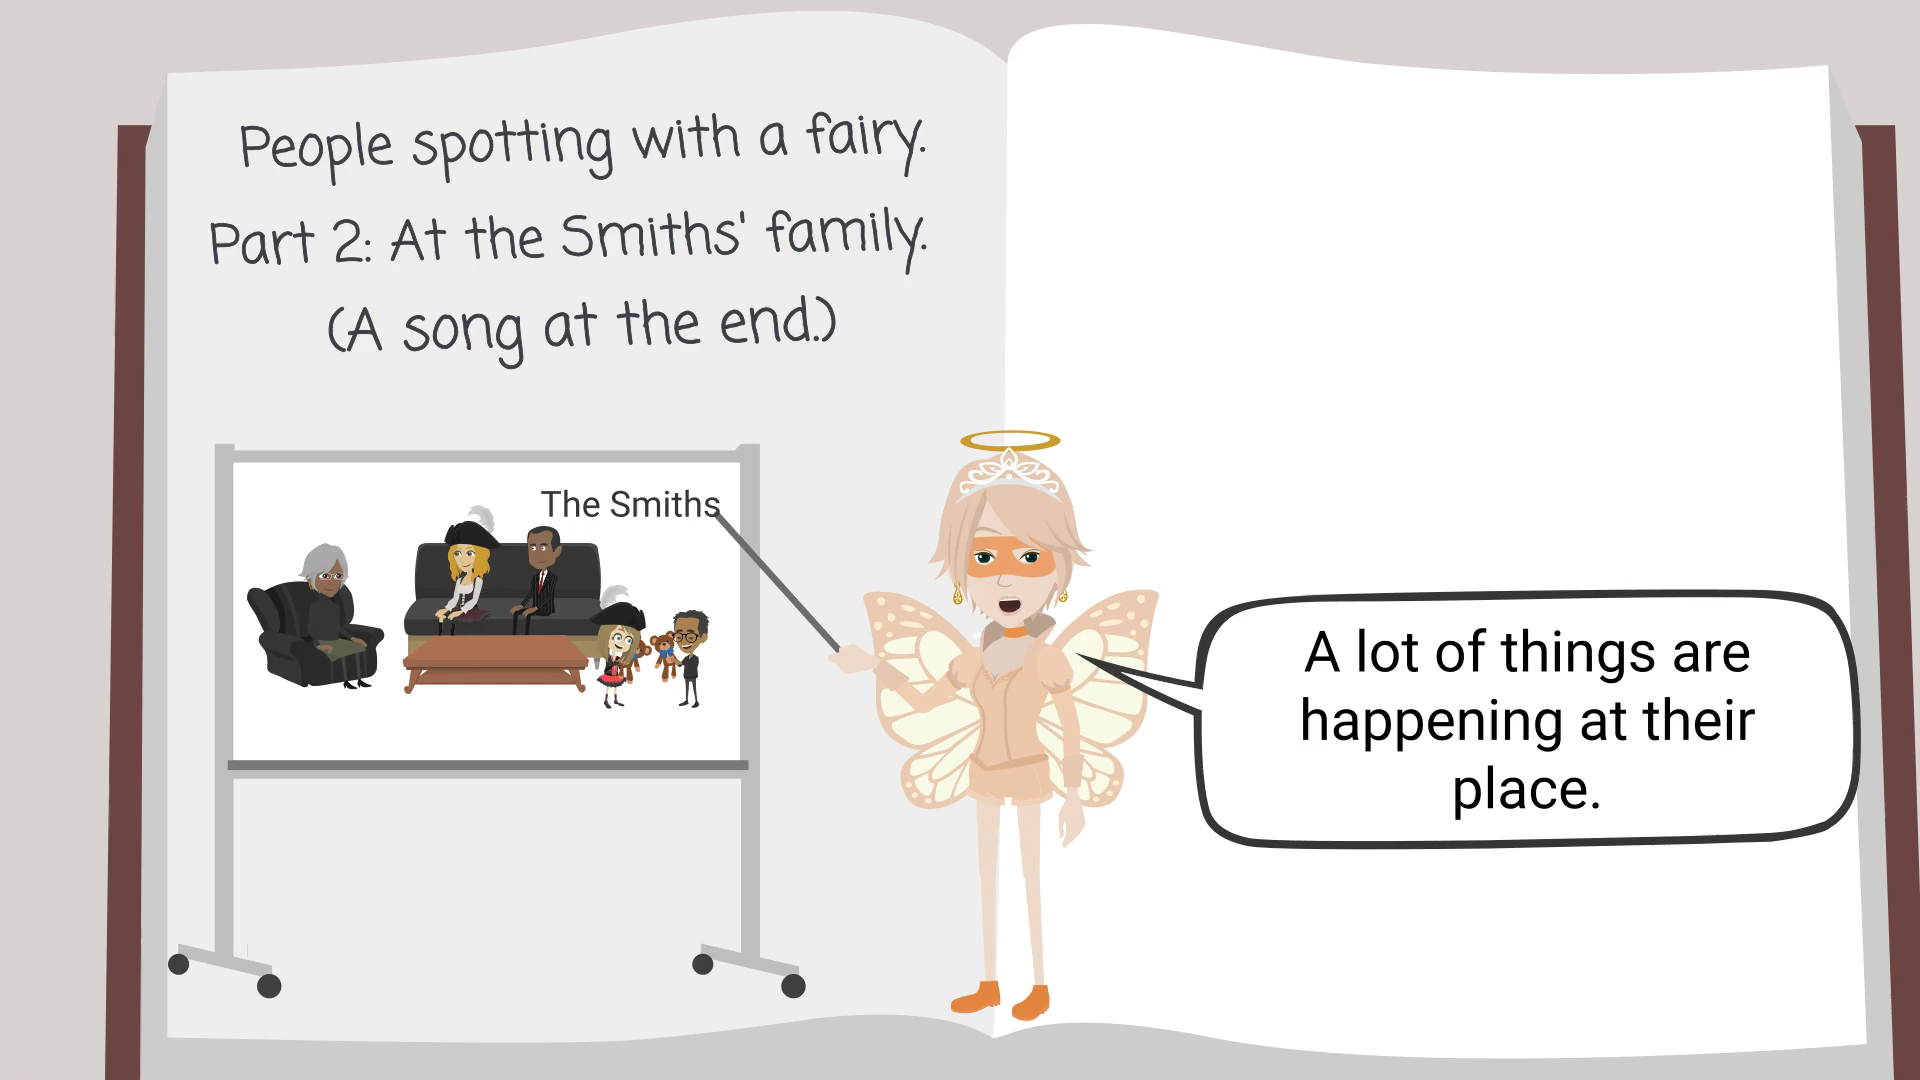 People spotting with a fairy.
Part 2: At the Smiths' family.
(A song at the end.)
The Smiths
A lot of things are
happening at their
place.